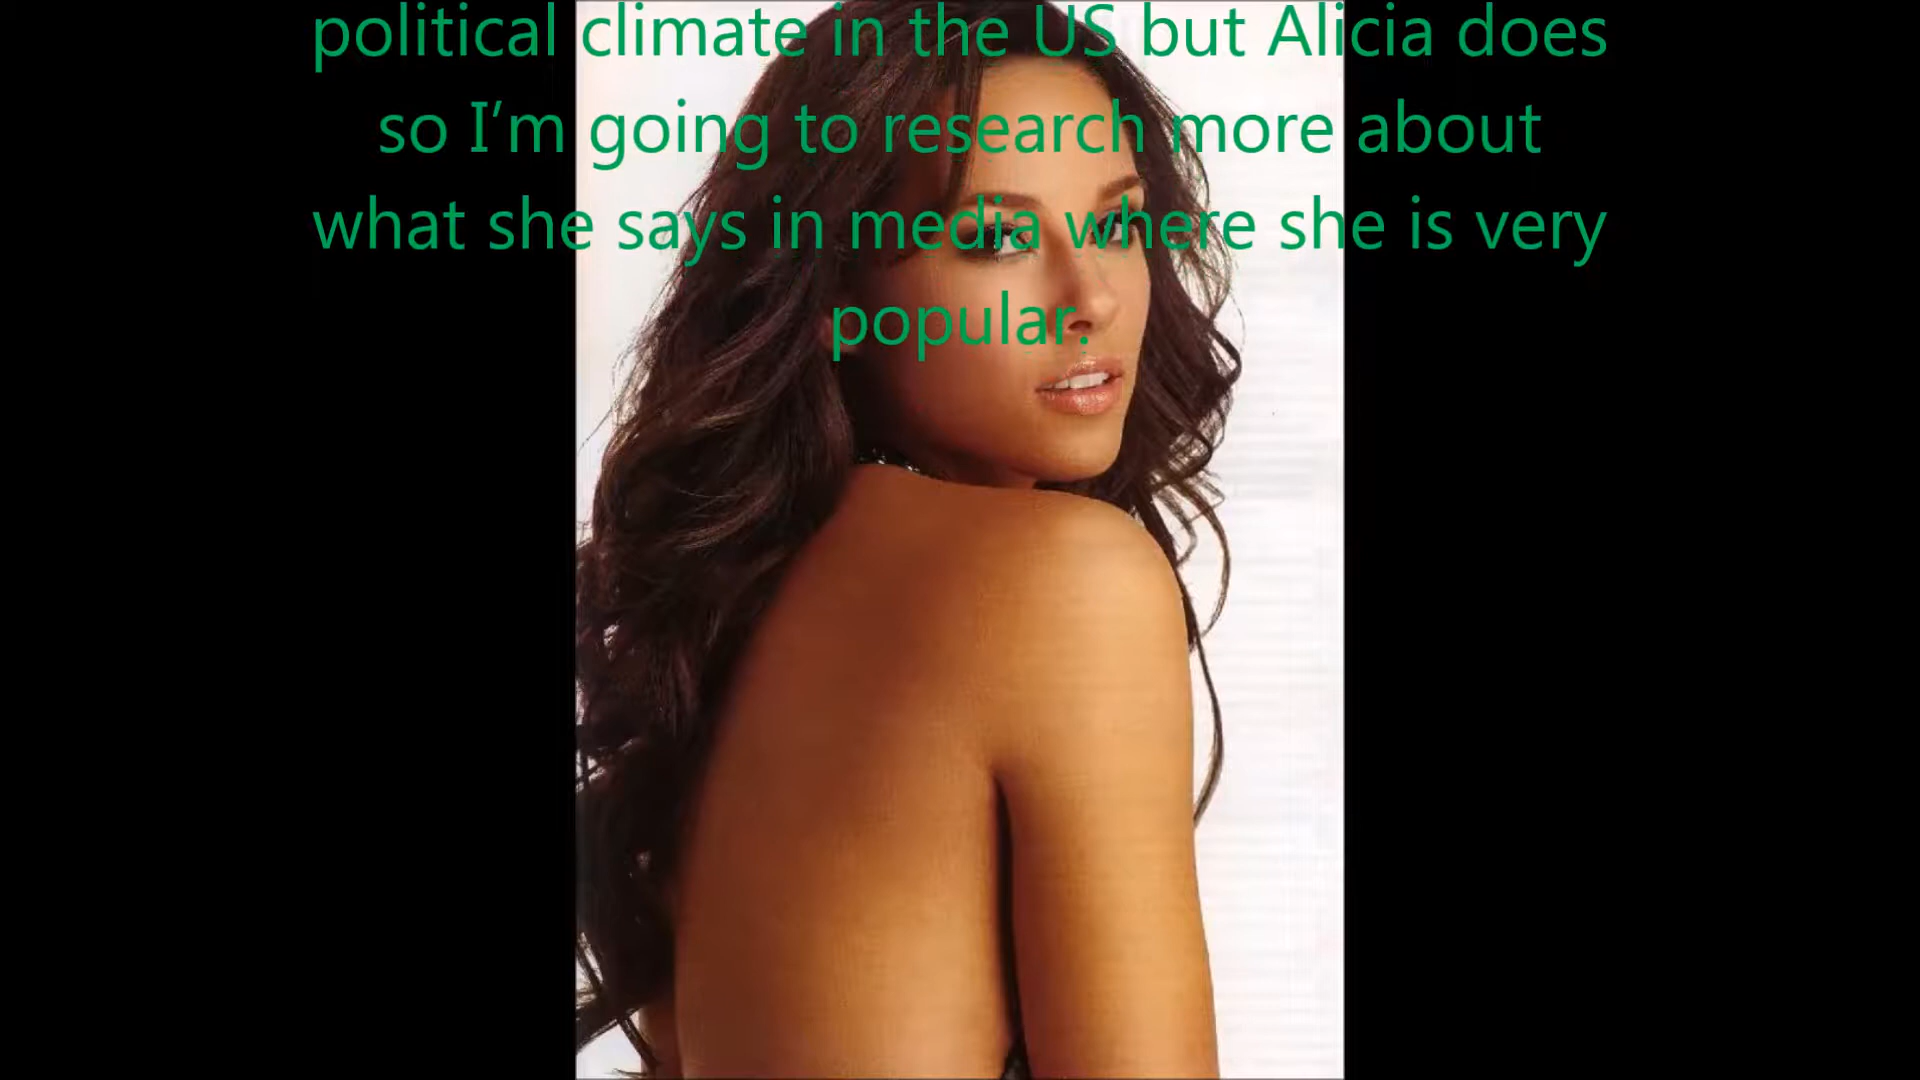 political climate in the US but Alicia does
so I’m going to research more about
what she says in media where she is very
popular.